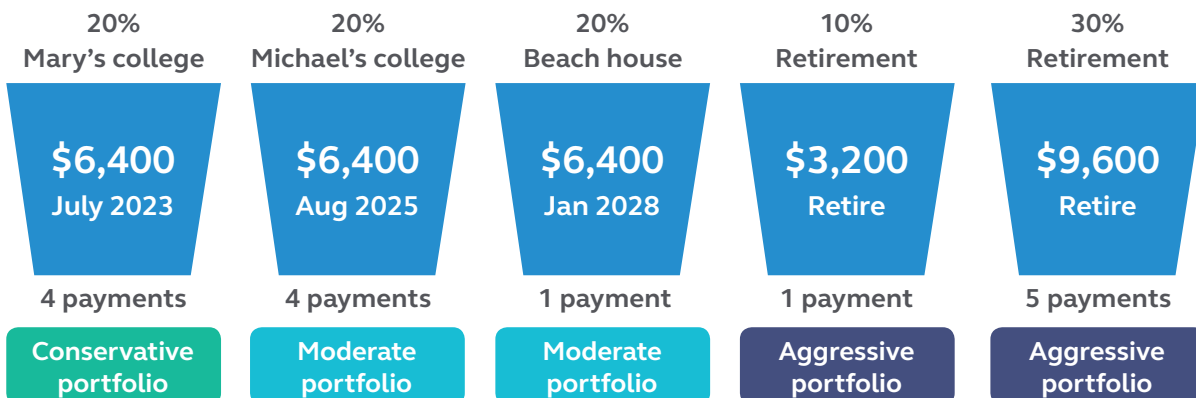 20%
Mary’s college
$6,400
July 2023
4 payments
Conservative
portfolio
20%
Michael’s college
$6,400
Aug 2025
4 payments
Moderate
portfolio
20%
Beach house
$6,400
Jan 2028
1 payment
Moderate
portfolio
10%
Retirement
$3,200
Retire
1 payment
Aggressive
portfolio
30%
Retirement
$9,600
Retire
5 payments
Aggressive
portfolio